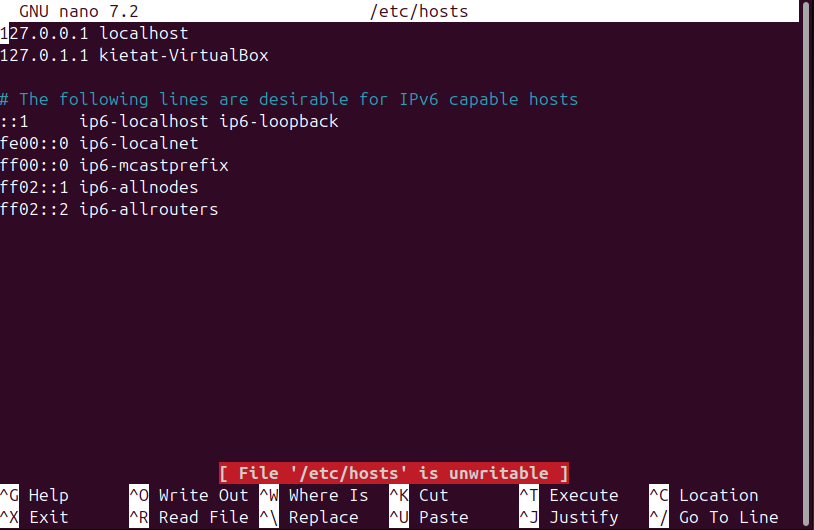 GNU nano 7.2 /etc/hosts
127.0.0.1 localhost
127.0.1.1 kietat-VirtualBox
# The following lines are desirable for IPv6 capable hosts
::1     ip6-localhost ip6-loopback
fe00::0 ip6-localnet
ff00::0 ip6-mcastprefix
ff02::1 ip6-allnodes
ff02::2 ip6-allrouters
[ File '/etc/hosts' is unwritable ]
^G Help ^O Write Out ^W Where Is ^K Cut ^T Execute ^C Location
^X Exit ^R Read File ^\ Replace ^U Paste ^J Justify ^/ Go To Line